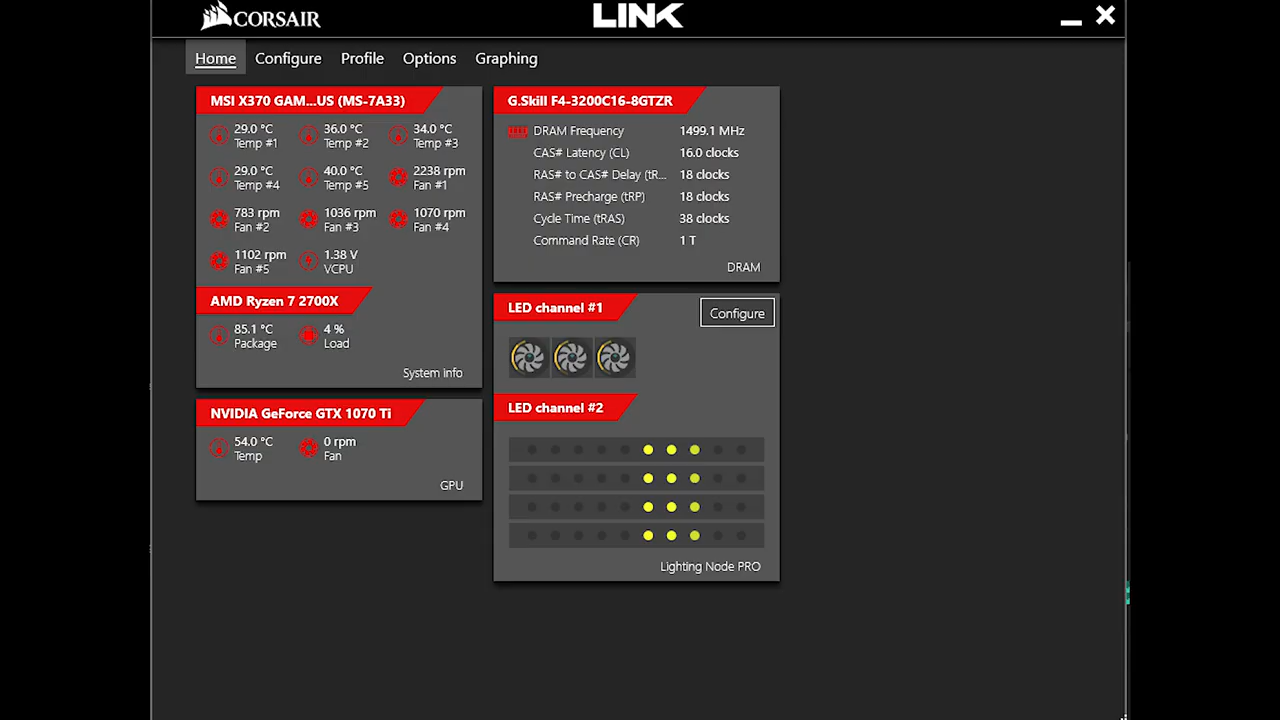 CORSAIR
LINK
Home Configure Profile Options Graphing
MSI X370 GAM...US (MS-7A33)
29.0 °C 36.0 °C 34.0 °C
Temp #1 Temp #2 Temp #3
29.0 °C 40.0 °C 2238 rpm
Temp #4 Temp #5 Fan #1
783 rpm 1036 rpm 1070 rpm
Fan #2 Fan #3 Fan #4
1102 rpm 1.38 V
Fan #5 VCPU
AMD Ryzen 7 2700X
85.1 °C 4 %
Package Load
System Info
NVIDIA GeForce GTX 1070 Ti
54.0 °C 0 rpm
Temp Fan
GPU
G.Skill F4-3200C16-8GTZR
DRAM Frequency 1499.1 MHz
CAS# Latency (CL) 16.0 clocks
RAS# to CAS# Delay (tR... 18 clocks
RAS# Precharge (tRP) 18 clocks
Cycle Time (tRAS) 38 clocks
Command Rate (CR) 1 T
DRAM
LED channel #1
Configure
LED channel #2
Lighting Node PRO